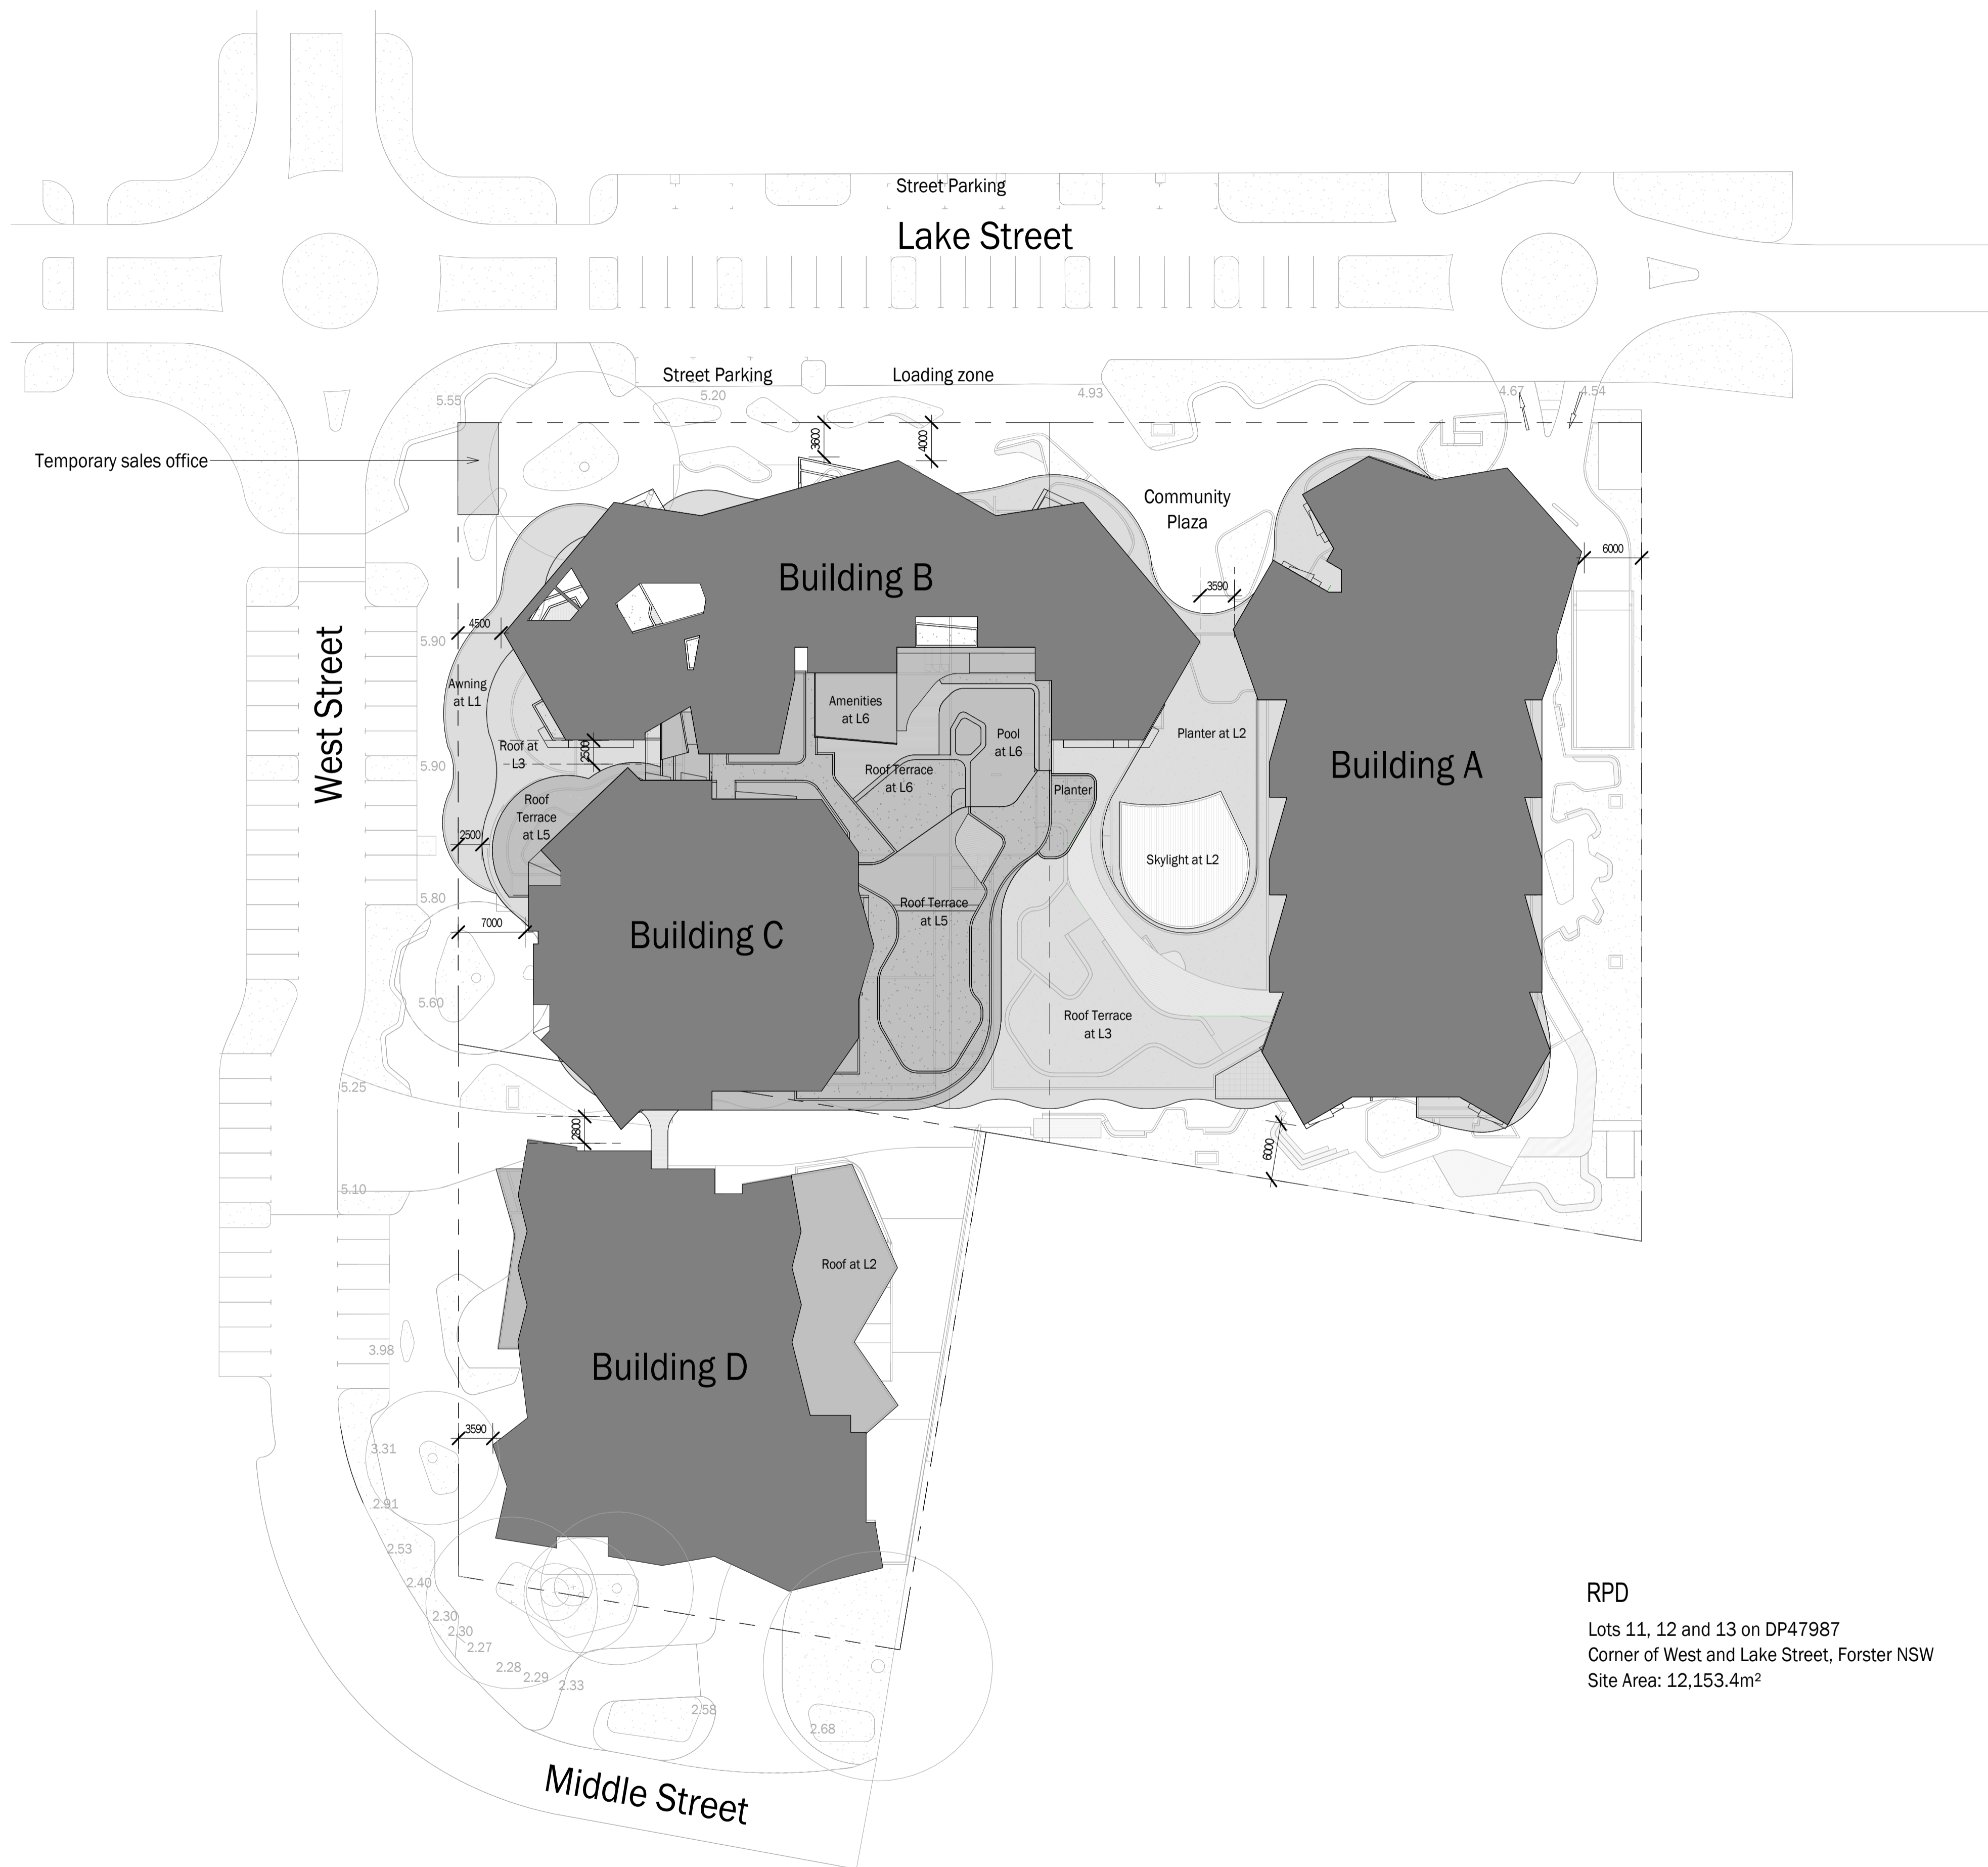 Street Parking
Lake Street
Street Parking
Loading zone
5.20
4.93
4.67
4.54
5.55
3600
4000
Temporary sales office
Community
Plaza
6000
Building B
3590
4500
5.90
West Street
Awning
at L1
Amenities
at L6
Pool
at L6
Planter at L2
Roof at
L3
2500
Building A
5.90
Roof Terrace
at L6
Planter
Roof
Terrace
at L5
2500
Skylight at L2
5.80
Roof Terrace
at L5
7000
Building C
5.60
Roof Terrace
at L3
5.25
2800
6000
5.10
Roof at L2
3.98
Building D
3590
3.31
2.91
2.53
2.40
2.30
2.30
2.27
2.28
2.29
2.33
2.58
2.68
Middle Street
RPD
Lots 11, 12 and 13 on DP47987
Corner of West and Lake Street, Forster NSW
Site Area: 12,153.4m²